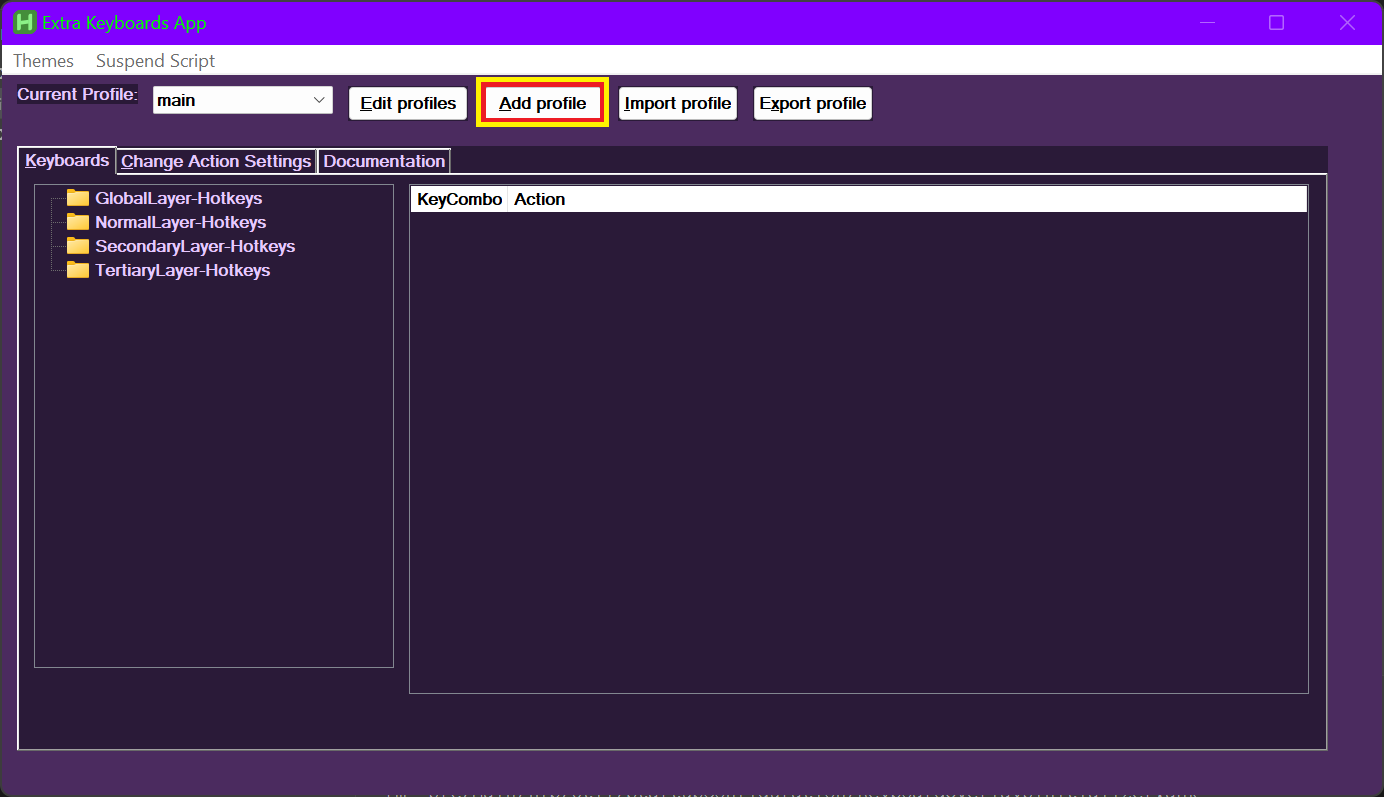 Extra Keyboards App
Themes Suspend Script
Current Profile: main Edit profiles Add profile Import profile Export profile
Keyboards Change Action Settings Documentation
GlobalLayer-Hotkeys
NormalLayer-Hotkeys
SecondaryLayer-Hotkeys
TertiaryLayer-Hotkeys
KeyCombo Action